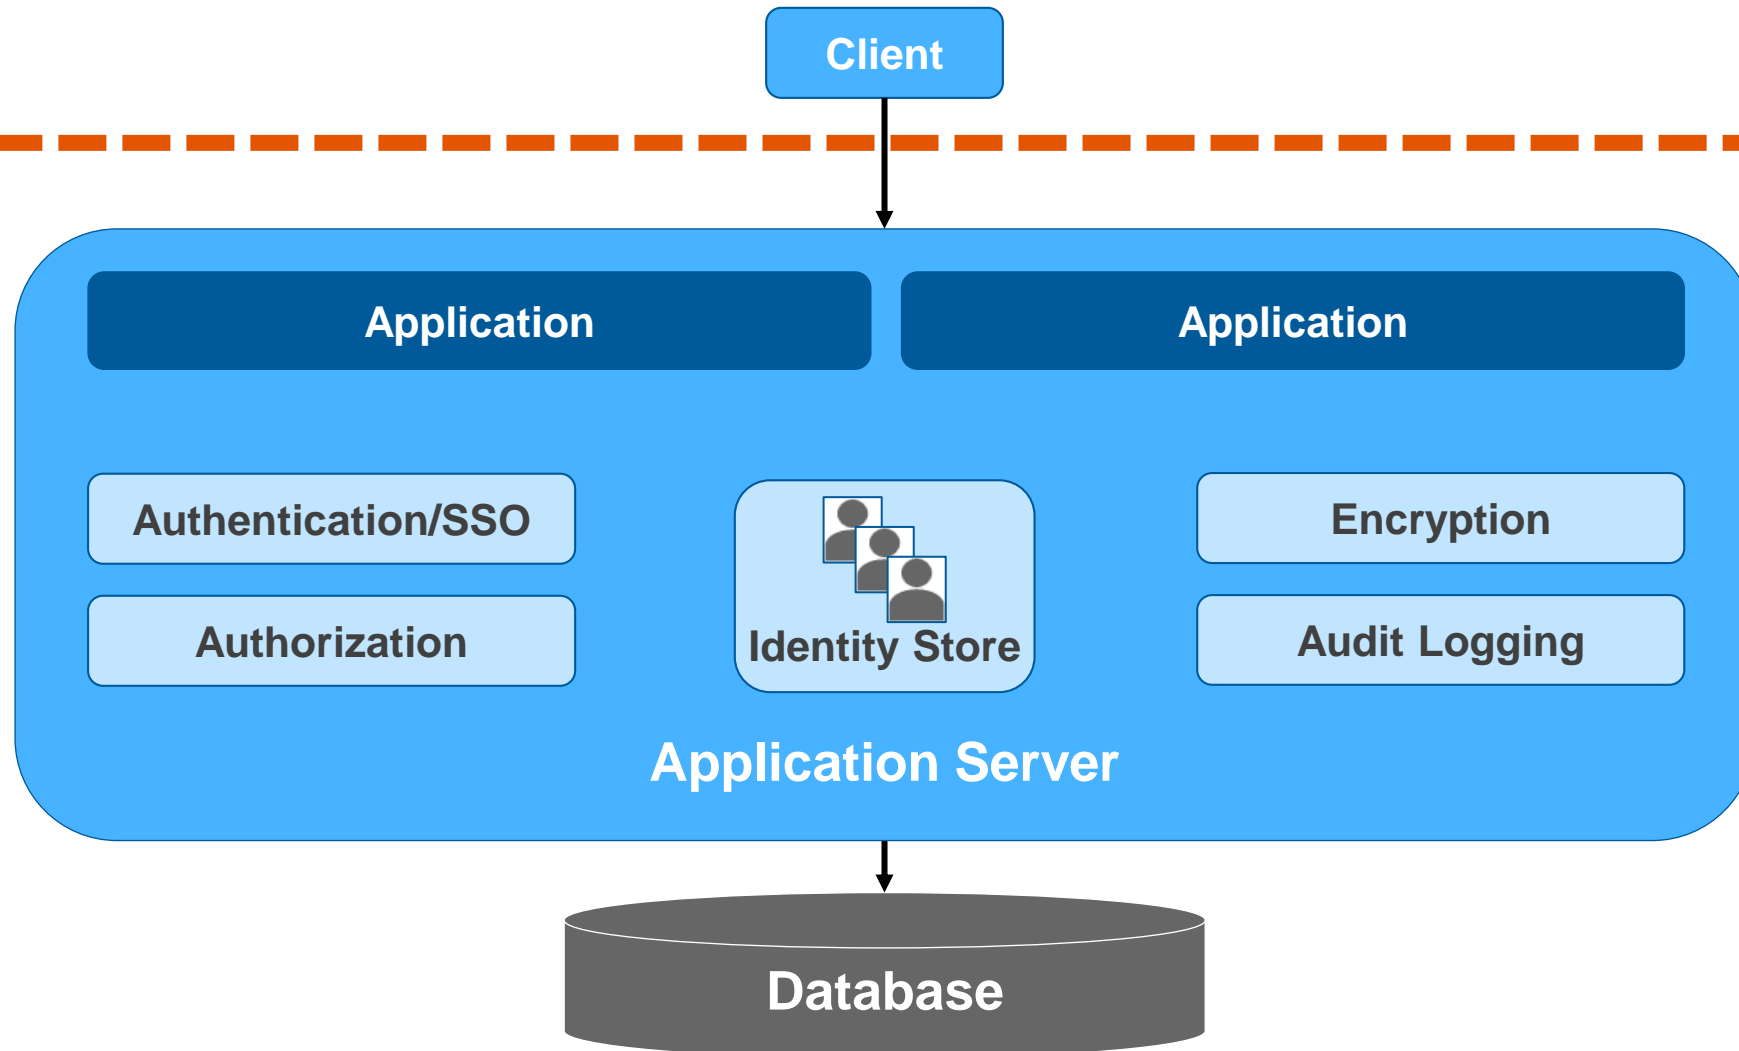 Client
Application
Application
Authentication/SSO
Encryption
Authorization
Identity Store
Audit Logging
Application Server
Database